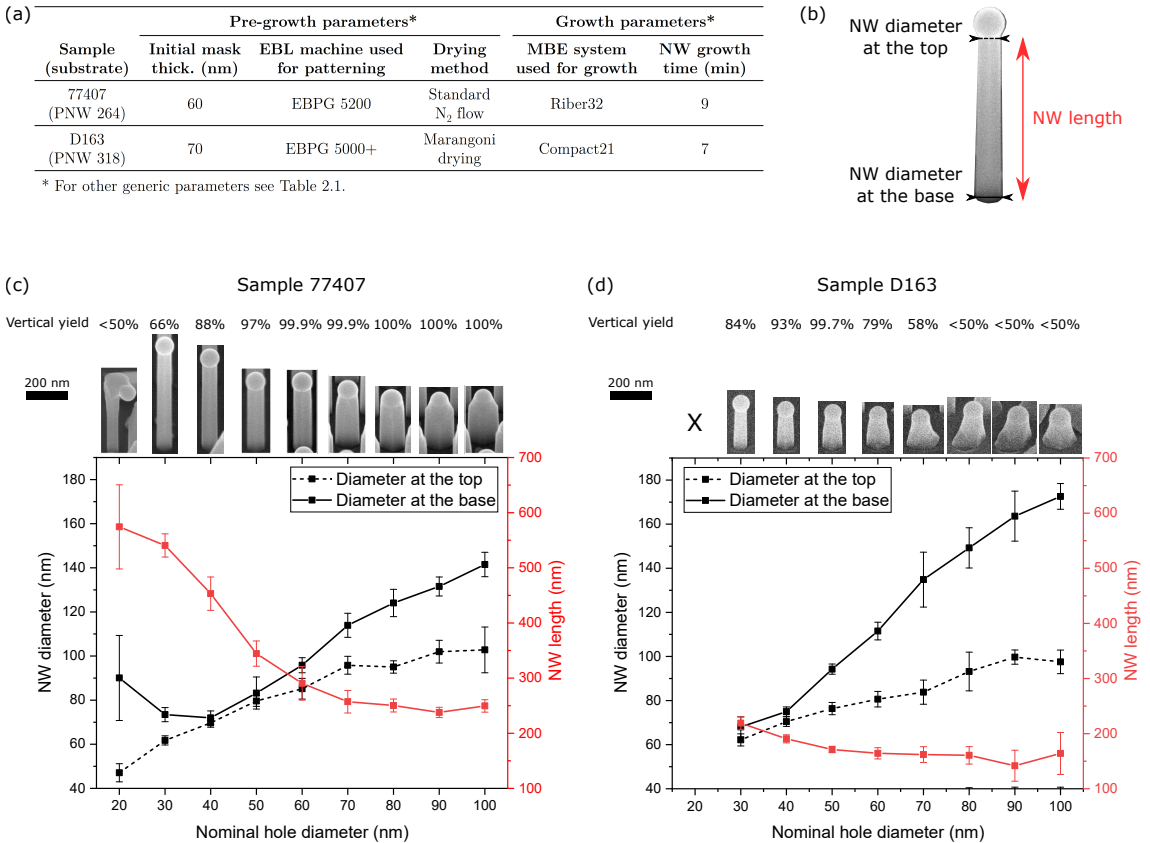 (a)
Pre-growth parameters* Growth parameters*
Sample Initial mask EBL machine used Drying MBE system NW growth
(substrate) thick. (nm) for patterning method used for growth time (min)
77407 Standard
(PNW 264) 60 EBPG 5200 N₂ flow Riber32 9
D163 Marangoni
(PNW 318) 70 EBPG 5000+ drying Compact21 7
* For other generic parameters see Table 2.1.
(b)
NW diameter
at the top
NW length
NW diameter
at the base
(c)
Sample 77407
Vertical yield <50% 66% 88% 97% 99.9% 99.9% 100% 100% 100%
200 nm
Diameter at the top
Diameter at the base
NW diameter (nm)
180
160
140
120
100
80
60
40
NW length (nm)
700
600
500
400
300
200
100
20 30 40 50 60 70 80 90 100
Nominal hole diameter (nm)
(d)
Sample D163
Vertical yield 84% 93% 99.7% 79% 58% <50% <50% <50%
200 nm
X
Diameter at the top
Diameter at the base
NW diameter (nm)
180
160
140
120
100
80
60
40
NW length (nm)
700
600
500
400
300
200
100
20 30 40 50 60 70 80 90 100
Nominal hole diameter (nm)